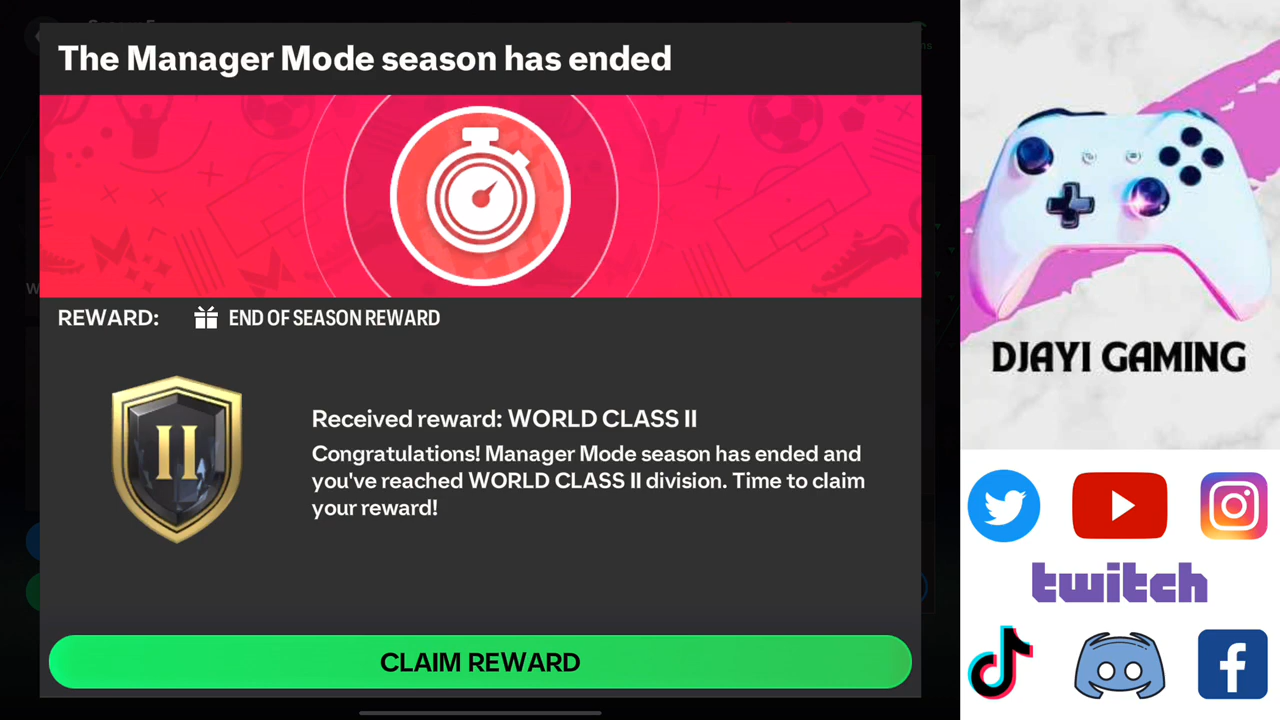 The Manager Mode season has ended
REWARD: END OF SEASON REWARD
II
Received reward: WORLD CLASS II
Congratulations! Manager Mode season has ended and
you've reached WORLD CLASS II division. Time to claim
your reward!
CLAIM REWARD
DJAYI GAMING
twitch